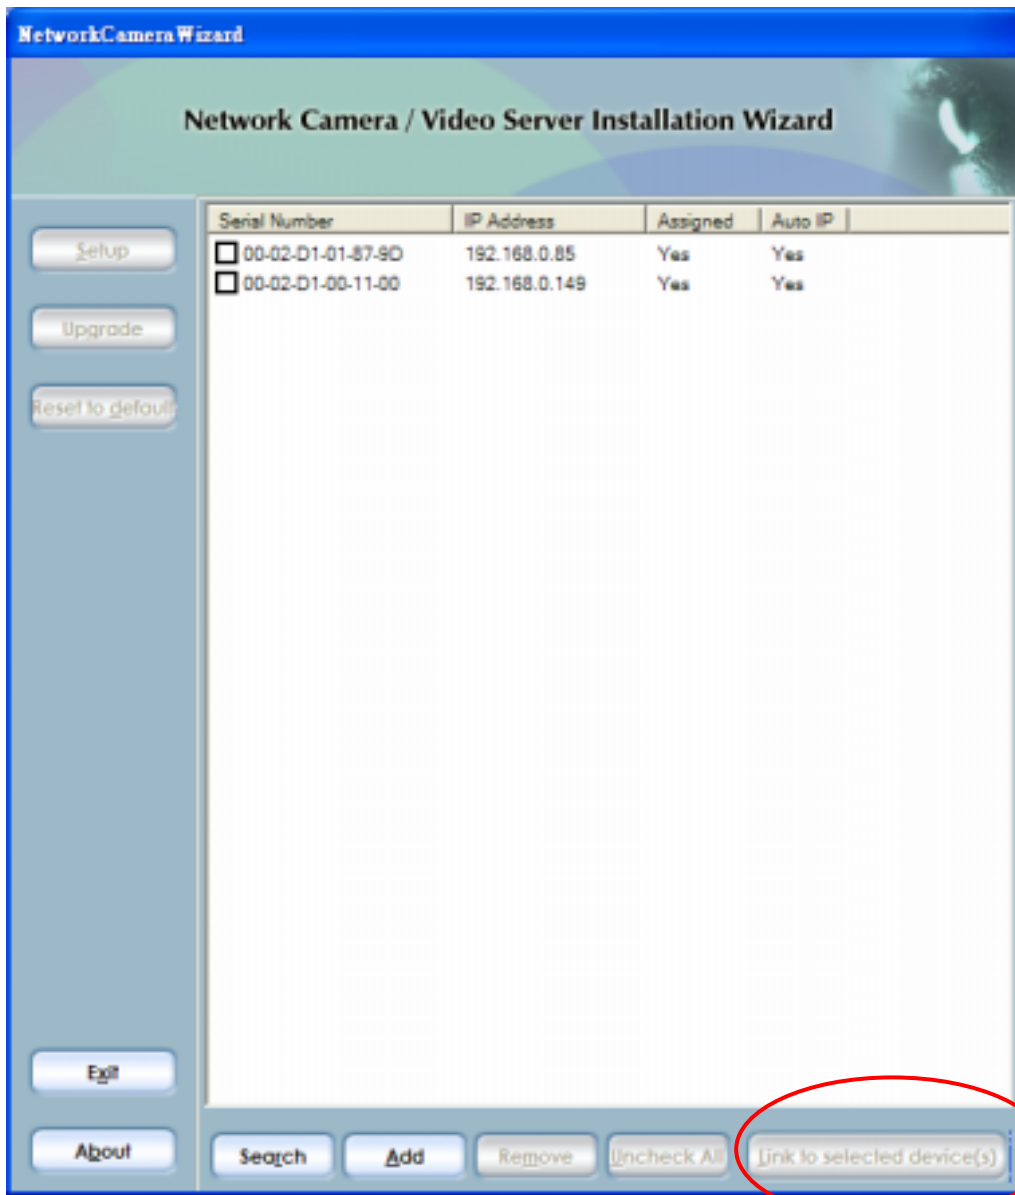 NetworkCameraWizard
Network Camera / Video Server Installation Wizard
Serial Number IP Address Assigned Auto IP
00-02-D1-01-87-9D 192.168.0.85 Yes Yes
00-02-D1-00-11-00 192.168.0.149 Yes Yes
Setup
Upgrade
Reset to default
Exit
About
Search Add Remove Uncheck All Link to selected device(s)